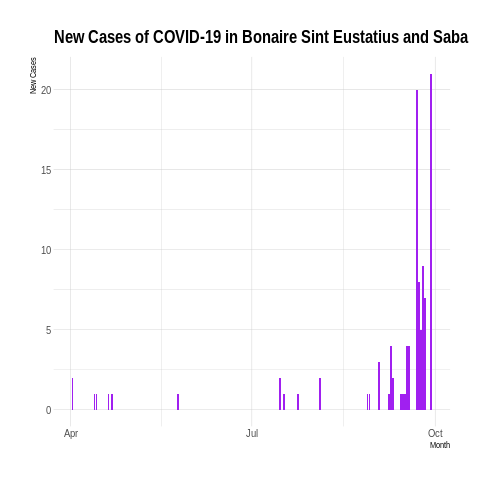 New Cases of COVID-19 in Bonaire Sint Eustatius and Saba
New Cases
20
15
10
5
0
Apr
Jul
Oct
Month